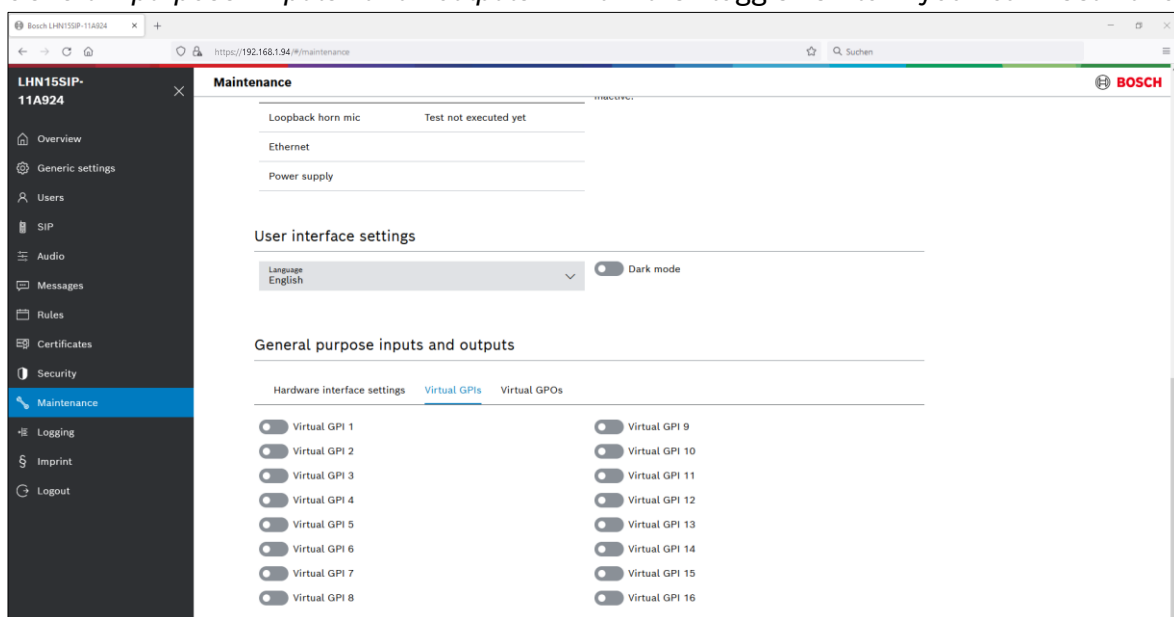 Bosch LHN15SIP-11A924
https://192.168.1.94/#/maintenance
Suchen
LHN15SIP-
11A924
Maintenance
BOSCH
Overview
Generic settings
Users
SIP
Audio
Messages
Rules
Certificates
Security
Maintenance
Logging
Imprint
Logout
Loopback horn mic Test not executed yet
Ethernet
Power supply
User interface settings
Language
English
Dark mode
General purpose inputs and outputs
Hardware interface settings Virtual GPIs Virtual GPOs
Virtual GPI 1 Virtual GPI 9
Virtual GPI 2 Virtual GPI 10
Virtual GPI 3 Virtual GPI 11
Virtual GPI 4 Virtual GPI 12
Virtual GPI 5 Virtual GPI 13
Virtual GPI 6 Virtual GPI 14
Virtual GPI 7 Virtual GPI 15
Virtual GPI 8 Virtual GPI 16